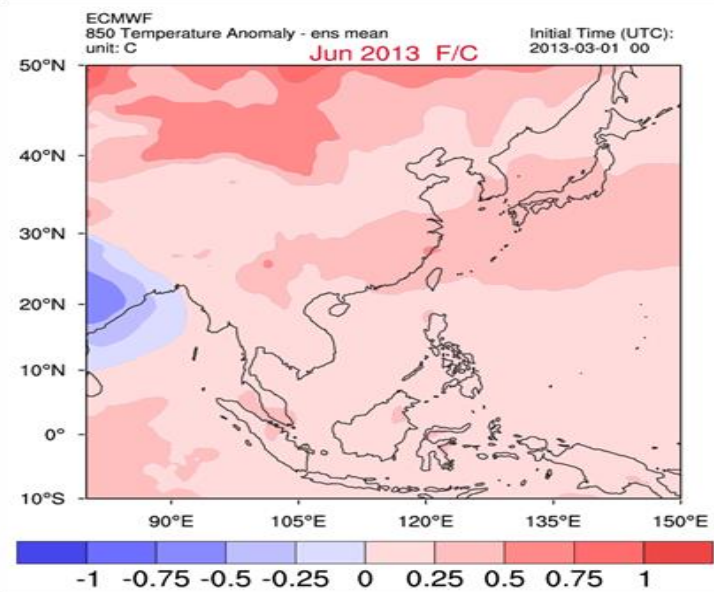 ECMWF
850 Temperature Anomaly - ens mean
unit: C
Jun 2013 F/C
Initial Time (UTC):
2013-03-01 00
50°N
40°N
30°N
20°N
10°N
0°
10°S
90°E 105°E 120°E 135°E 150°E
-1 -0.75 -0.5 -0.25 0 0.25 0.5 0.75 1